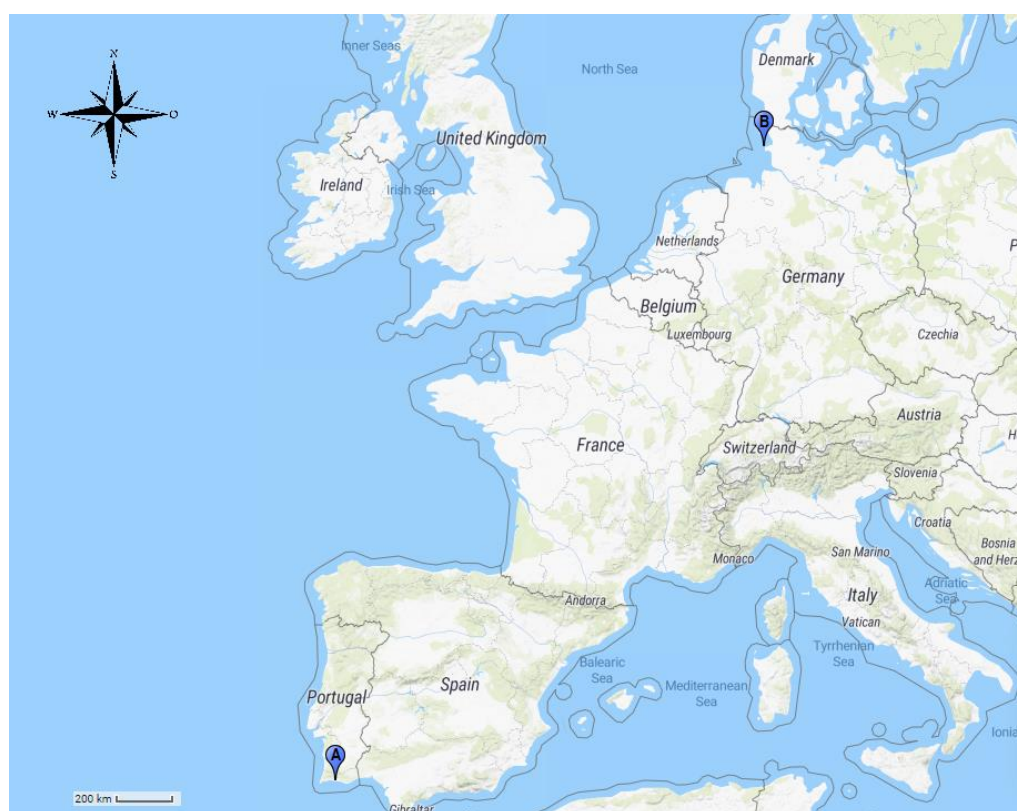 Inner Seas
North Sea
Denmark
N
W
O
S
B
United Kingdom
Ireland
Irish Sea
Netherlands
Germany
Belgium
Luxembourg
Czechia
P
Austria
France
Switzerland
H
Slovenia
Croatia
Monaco
San Marino
Bosnia
and Herz
Andorra
Italy
Adriatic
Sea
Vatican
Balearic
Sea
Tyrrhenian
Sea
Portugal
Spain
Mediterranean
Sea
Ionia
A
200 km
Gibraltar